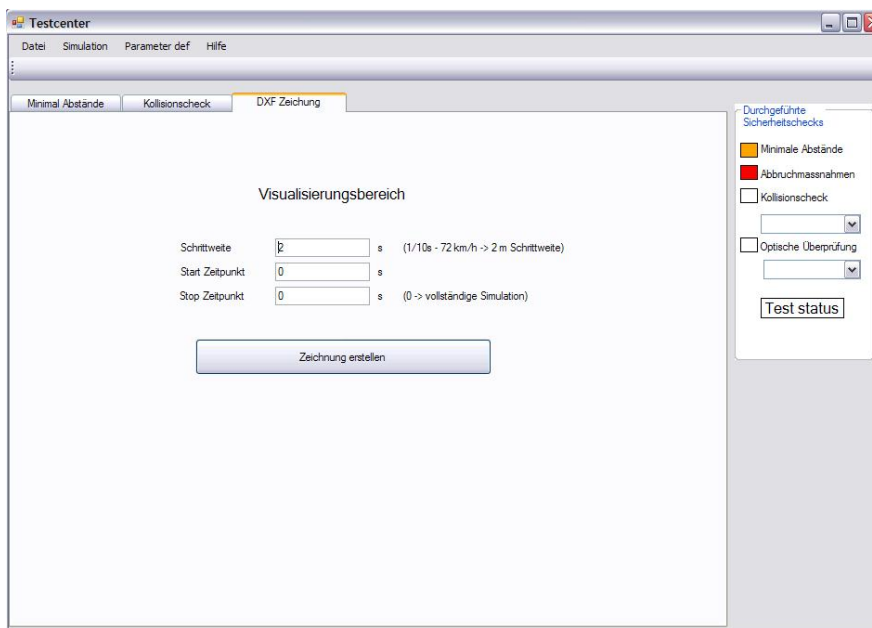 Testcenter
Datei Simulation Parameter def Hilfe
Minimal Abstände Kollisionscheck DXF Zeichung
Visualisierungsbereich
Schrittweite 2 s (1/10s - 72 km/h -> 2 m Schrittweite)
Start Zeitpunkt 0 s
Stop Zeitpunkt 0 s (0 -> vollständige Simulation)
Zeichnung erstellen
Durchgeführte
Sicherheitschecks
Minimale Abstände
Abbruchmassnahmen
Kollisionscheck
Optische Überprüfung
Test status